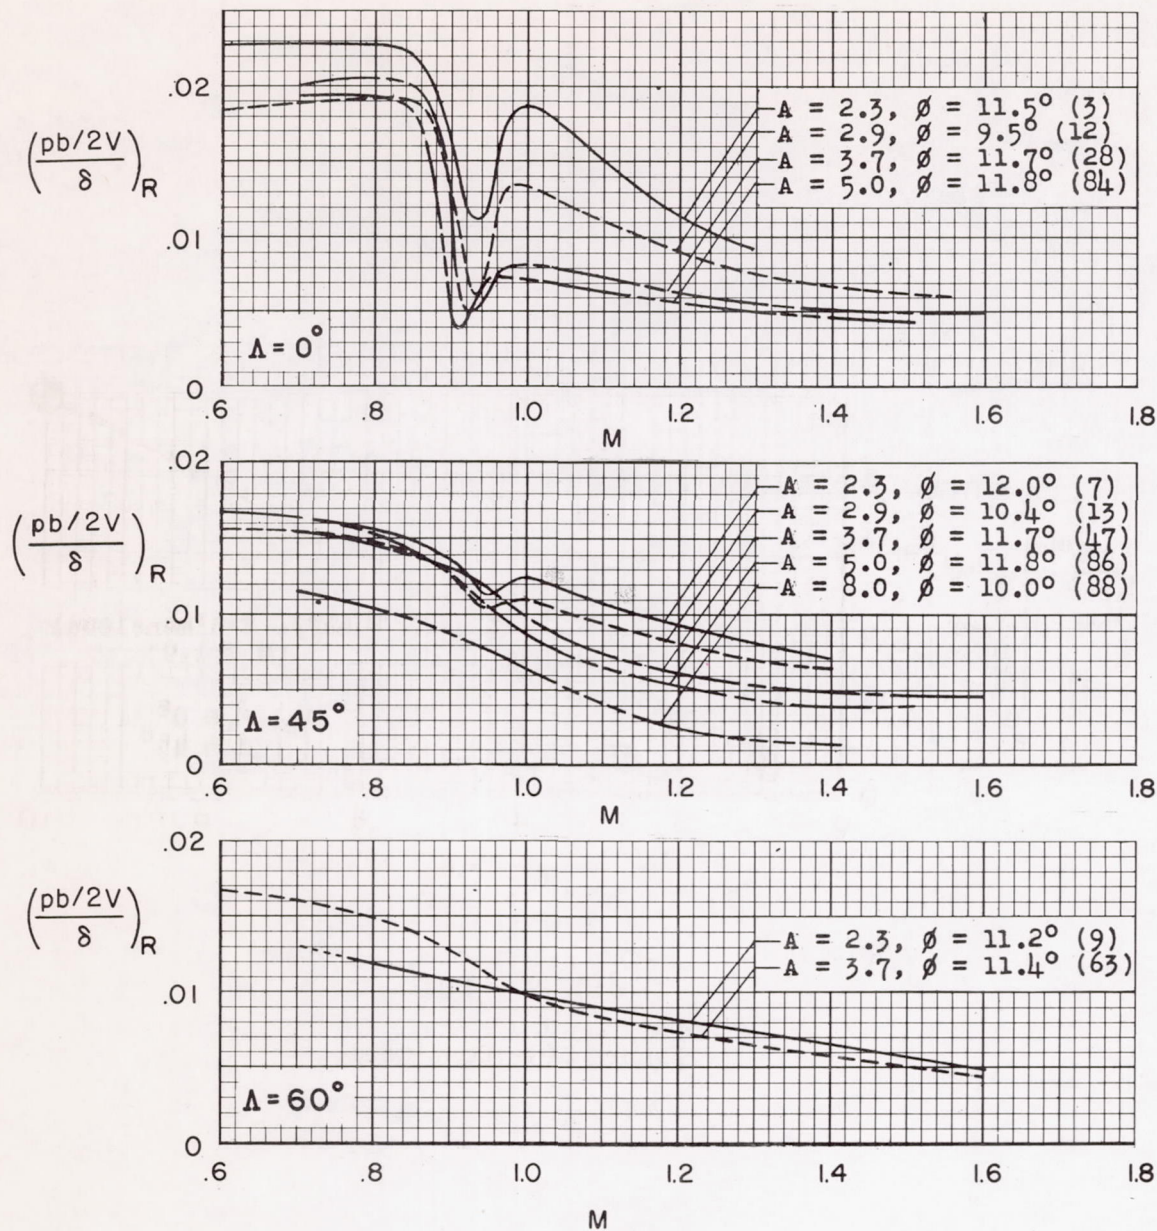 .02
(pb/2V / δ)R
A = 2.3, ø = 11.5° (3)
A = 2.9, ø = 9.5° (12)
A = 3.7, ø = 11.7° (28)
A = 5.0, ø = 11.8° (84)
.01
Λ = 0°
0
.6 .8 1.0 1.2 1.4 1.6 1.8
M
.02
(pb/2V / δ)R
A = 2.3, ø = 12.0° (7)
A = 2.9, ø = 10.4° (13)
A = 3.7, ø = 11.7° (47)
A = 5.0, ø = 11.8° (86)
A = 8.0, ø = 10.0° (88)
.01
Λ = 45°
0
.6 .8 1.0 1.2 1.4 1.6 1.8
M
.02
(pb/2V / δ)R
A = 2.3, ø = 11.2° (9)
A = 3.7, ø = 11.4° (63)
.01
Λ = 60°
0
.6 .8 1.0 1.2 1.4 1.6 1.8
M